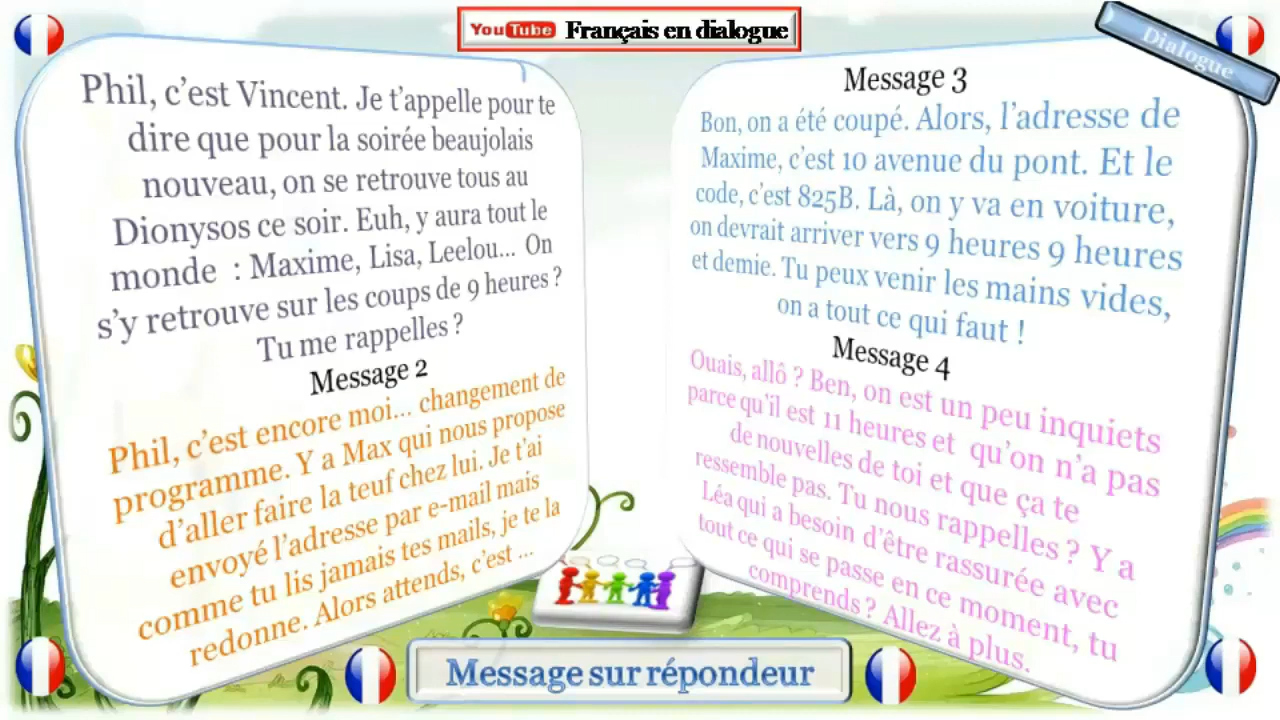 YouTube Français en dialogue
Dialogue
Phil, c’est Vincent. Je t’appelle pour te
dire que pour la soirée beaujolais
nouveau, on se retrouve tous au
Dionysos ce soir. Euh, y aura tout le
monde : Maxime, Lisa, Leelou... On
s’y retrouve sur les coups de 9 heures ?
Tu me rappelles ?
Message 2
Phil, c’est encore moi... changement de
programme. Y a Max qui nous propose
d’aller faire la teuf chez lui. Je t’ai
envoyé l’adresse par e-mail mais
comme tu lis jamais tes mails, je te la
redonne. Alors attends, c’est ...
Message 3
Bon, on a été coupé. Alors, l’adresse de
Maxime, c’est 10 avenue du pont. Et le
code, c’est 825B. Là, on y va en voiture,
on devrait arriver vers 9 heures 9 heures
et demie. Tu peux venir les mains vides,
on a tout ce qui faut !
Message 4
Ouais, allô ? Ben, on est un peu inquiets
parce qu’il est 11 heures et qu’on n’a pas
de nouvelles de toi et que ça te
ressemble pas. Tu nous rappelles ? Y a
Léa qui a besoin d’être rassurée avec
tout ce qui se passe en ce moment, tu
comprends ? Allez à plus.
Message sur répondeur